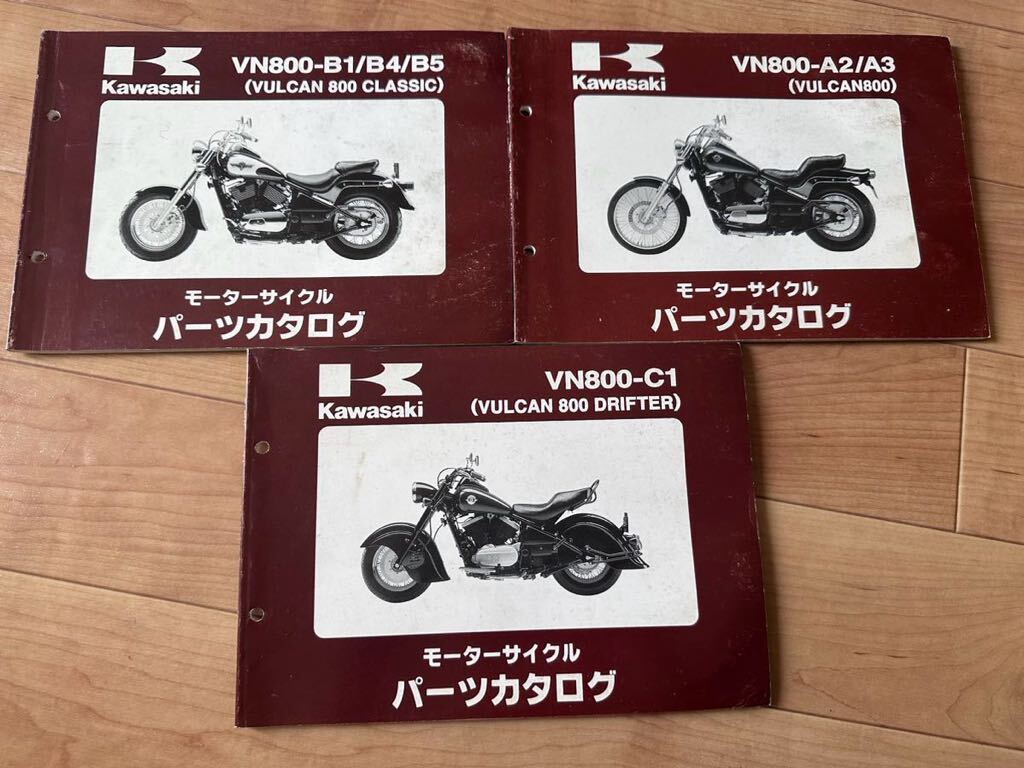 Kawasaki
VN800-B1/B4/B5
(VULCAN 800 CLASSIC)
モーターサイクル
パーツカタログ
Kawasaki
VN800-A2/A3
(VULCAN800)
モーターサイクル
パーツカタログ
Kawasaki
VN800-C1
(VULCAN 800 DRIFTER)
モーターサイクル
パーツカタログ